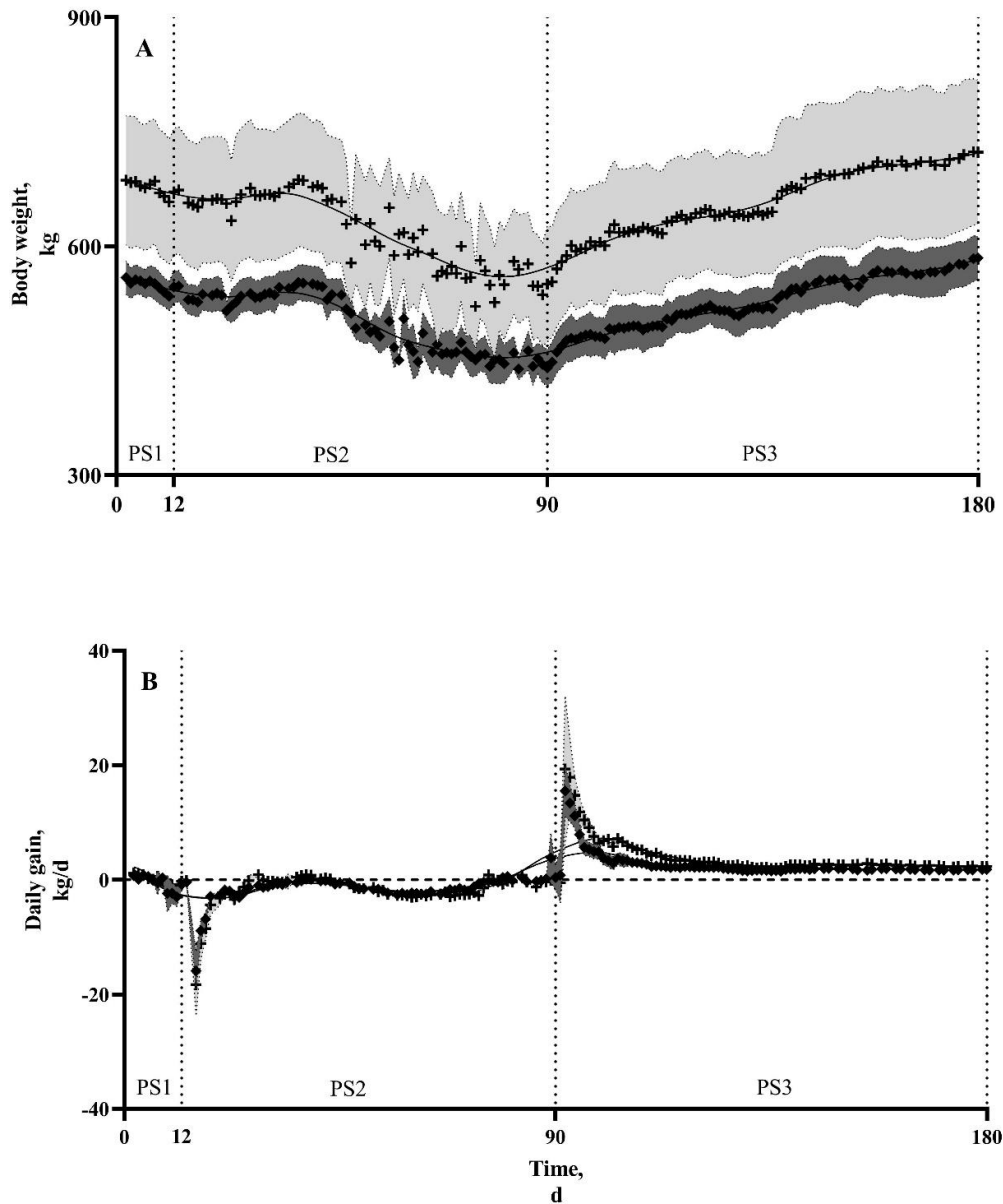 900
A
Body weight,
kg
600
PS1
PS2
PS3
300
0
12
90
180
40
B
20
Daily gain,
kg/d
0
-20
PS1
PS2
PS3
-40
0
12
90
180
Time,
d